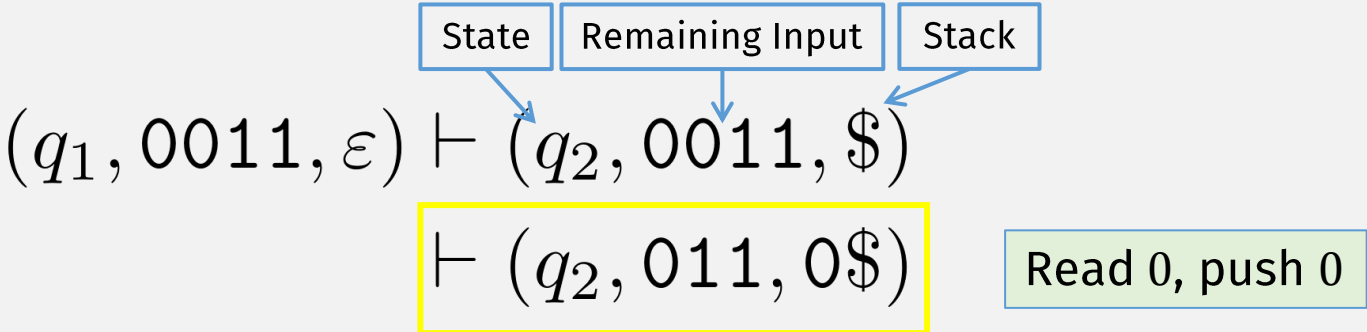 State Remaining Input Stack
(q₁, 0011, ε) ⊢ (q₂, 0011, $)
⊢ (q₂, 011, 0$)
Read 0, push 0